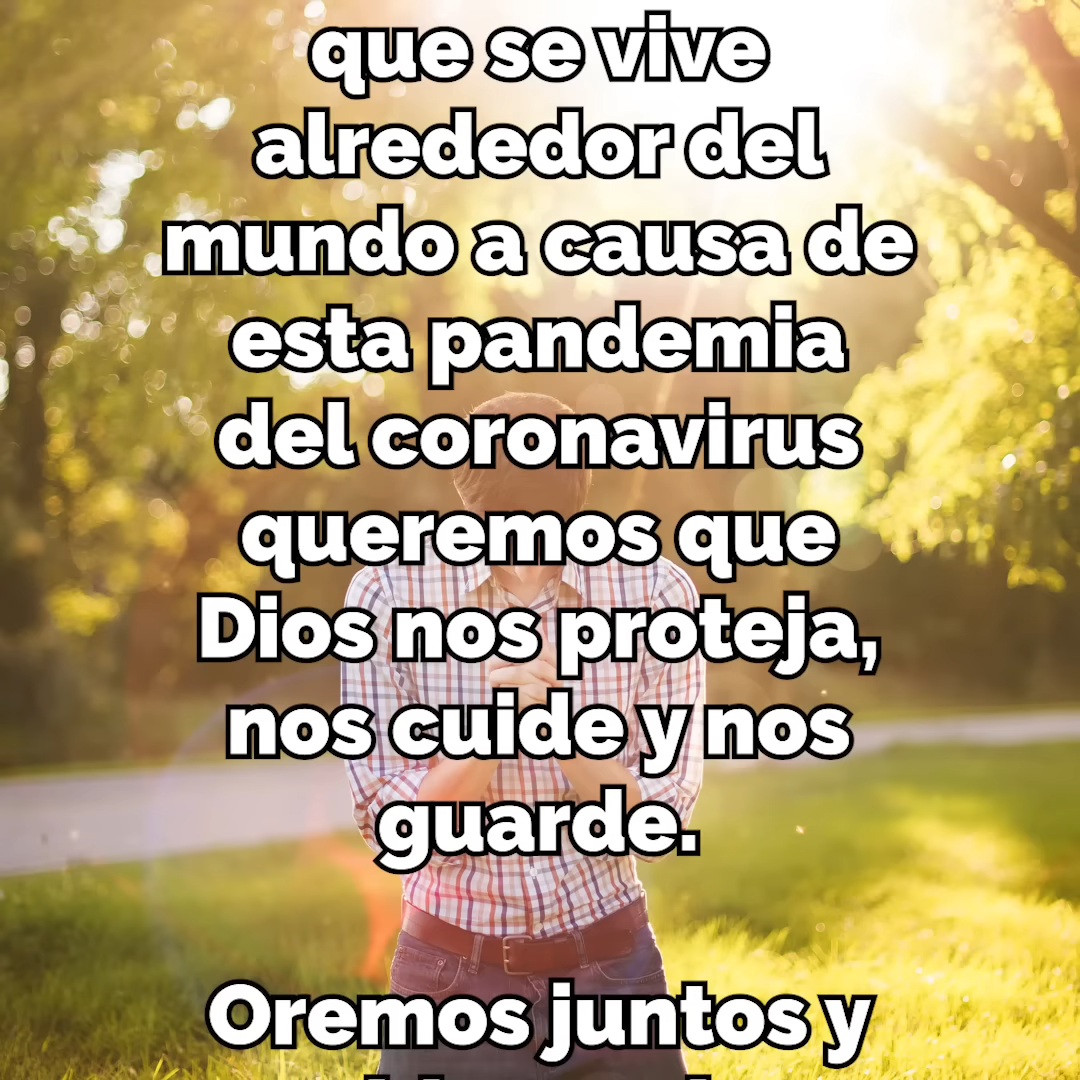 que se vive
alrededor del
mundo a causa de
esta pandemia
del coronavirus
queremos que
Dios nos proteja,
nos cuide y nos
guarde.
Oremos juntos y